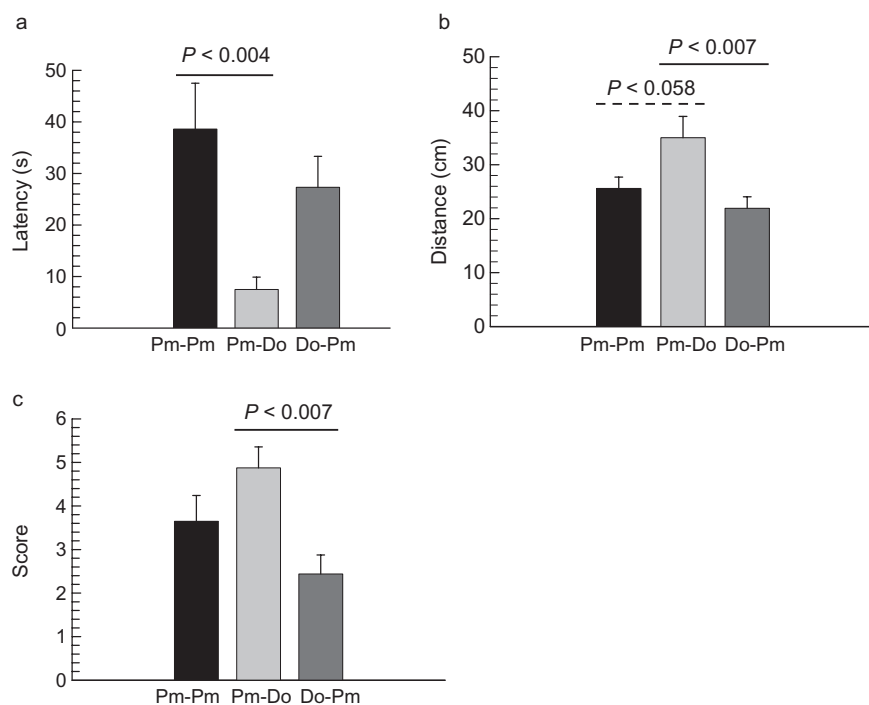 a
P < 0.004
50
40
30
20
10
0
Latency (s)
Pm-Pm Pm-Do Do-Pm
b
P < 0.007
P < 0.058
50
40
30
20
10
0
Distance (cm)
Pm-Pm Pm-Do Do-Pm
c
P < 0.007
6
5
4
3
2
1
0
Score
Pm-Pm Pm-Do Do-Pm